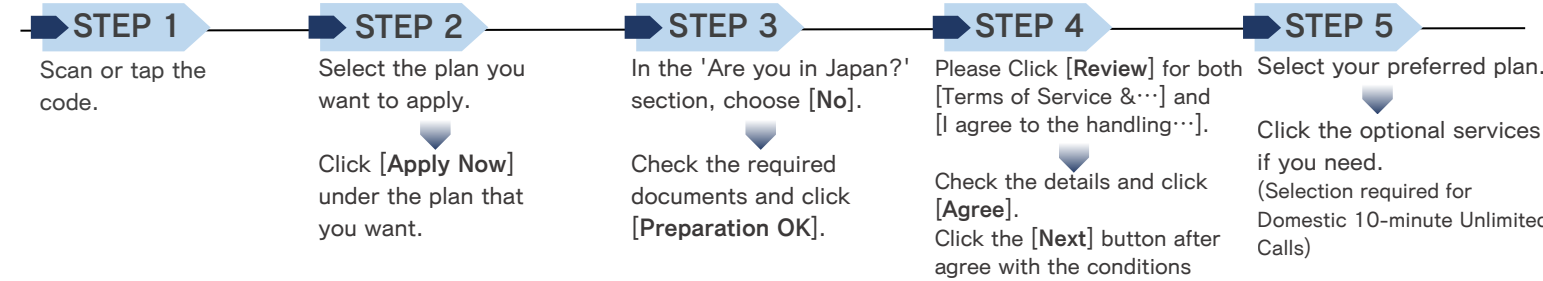 STEP 1
Scan or tap the
code.
STEP 2
Select the plan you
want to apply.
Click [Apply Now]
under the plan that
you want.
STEP 3
In the 'Are you in Japan?'
section, choose [No].
Check the required
documents and click
[Preparation OK].
STEP 4
Please Click [Review] for both
[Terms of Service &…] and
[I agree to the handling…].
Check the details and click
[Agree].
Click the [Next] button after
agree with the conditions
STEP 5
Select your preferred plan.
Click the optional services
if you need.
(Selection required for
Domestic 10-minute Unlimited
Calls)